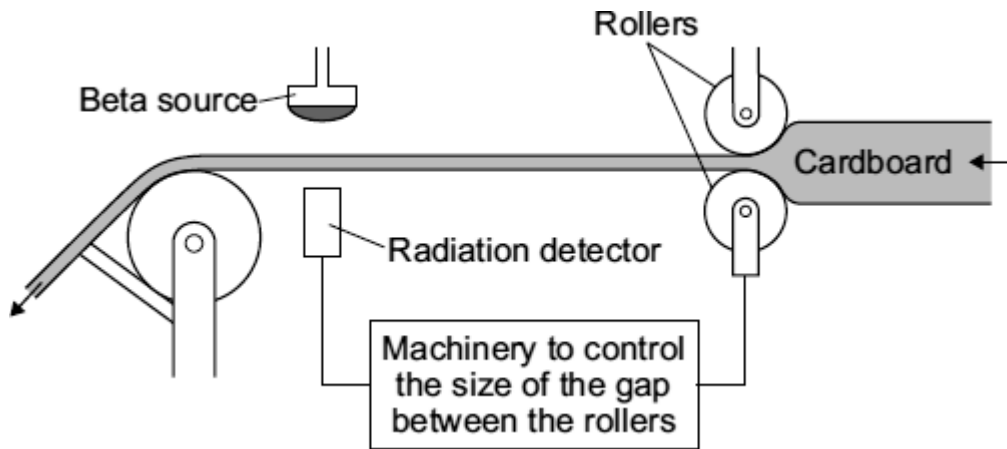 Rollers
Beta source
Cardboard
Radiation detector
Machinery to control
the size of the gap
between the rollers